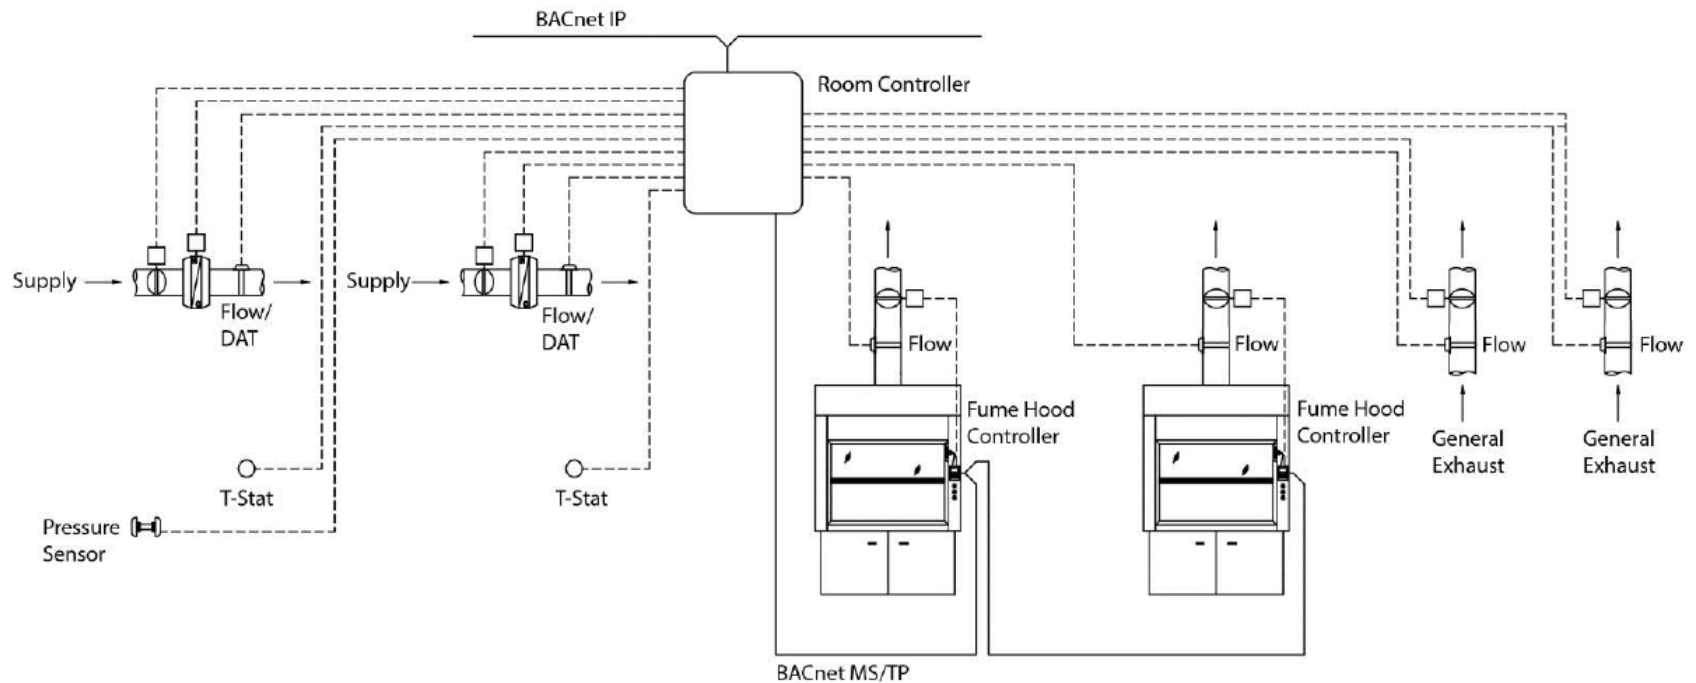 BACnet IP
Room Controller
Supply
Flow/
DAT
Supply
Flow/
DAT
Flow
Flow
Flow
Flow
Fume Hood
Controller
Fume Hood
Controller
General
Exhaust
General
Exhaust
T-Stat
T-Stat
Pressure
Sensor
BACnet MS/TP